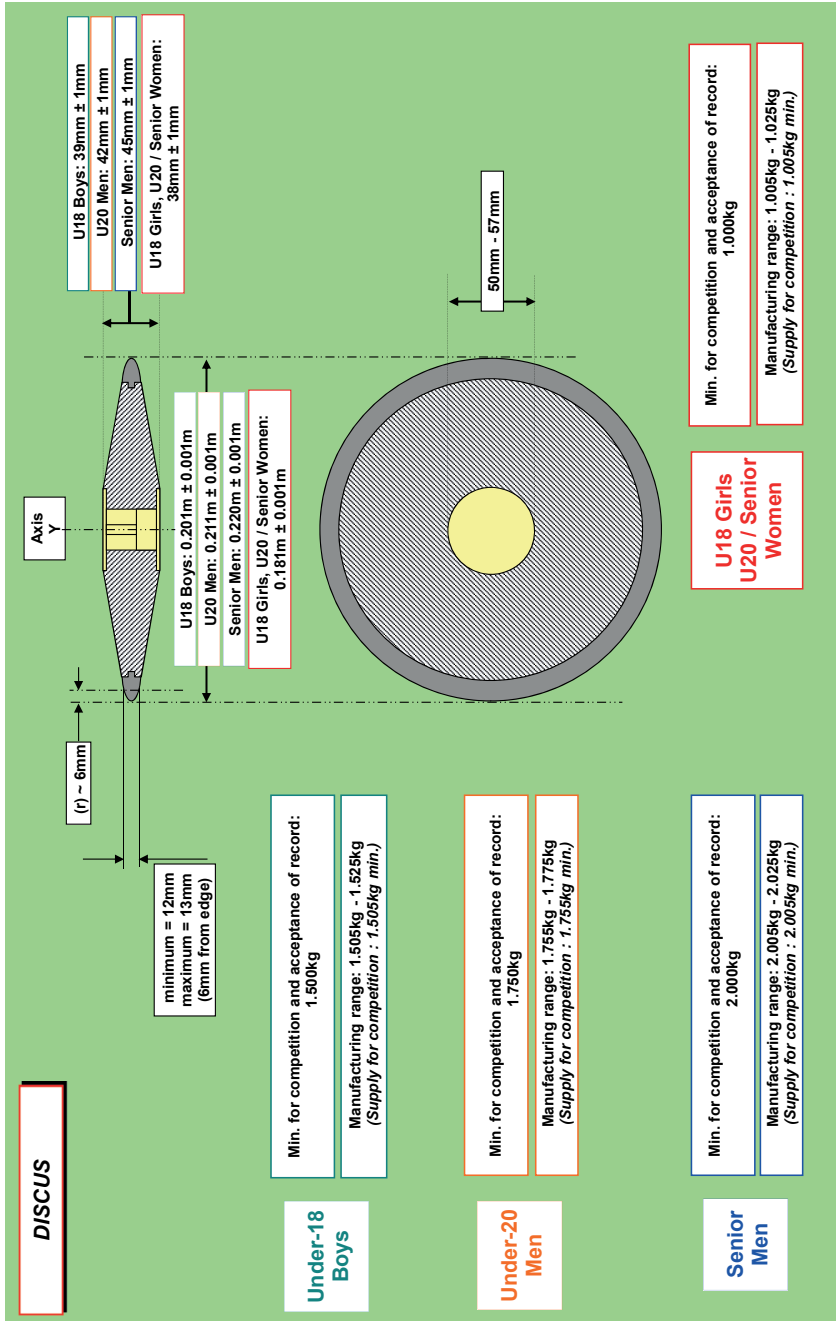 DISCUS
Axis
Y
(r) ~ 6mm
minimum = 12mm
maximum = 13mm
(6mm from edge)
U18 Boys: 39mm ± 1mm
U20 Men: 42mm ± 1mm
Senior Men: 45mm ± 1mm
U18 Girls, U20 / Senior Women:
38mm ± 1mm
U18 Boys: 0.201m ± 0.001m
U20 Men: 0.211m ± 0.001m
Senior Men: 0.220m ± 0.001m
U18 Girls, U20 / Senior Women:
0.181m ± 0.001m
50mm - 57mm
Under-18
Boys
Min. for competition and acceptance of record:
1.500kg
Manufacturing range: 1.505kg - 1.525kg
(Supply for competition : 1.505kg min.)
Under-20
Men
Min. for competition and acceptance of record:
1.750kg
Manufacturing range: 1.755kg - 1.775kg
(Supply for competition : 1.755kg min.)
Senior
Men
Min. for competition and acceptance of record:
2.000kg
Manufacturing range: 2.005kg - 2.025kg
(Supply for competition : 2.005kg min.)
U18 Girls
U20 / Senior
Women
Min. for competition and acceptance of record:
1.000kg
Manufacturing range: 1.005kg - 1.025kg
(Supply for competition : 1.005kg min.)